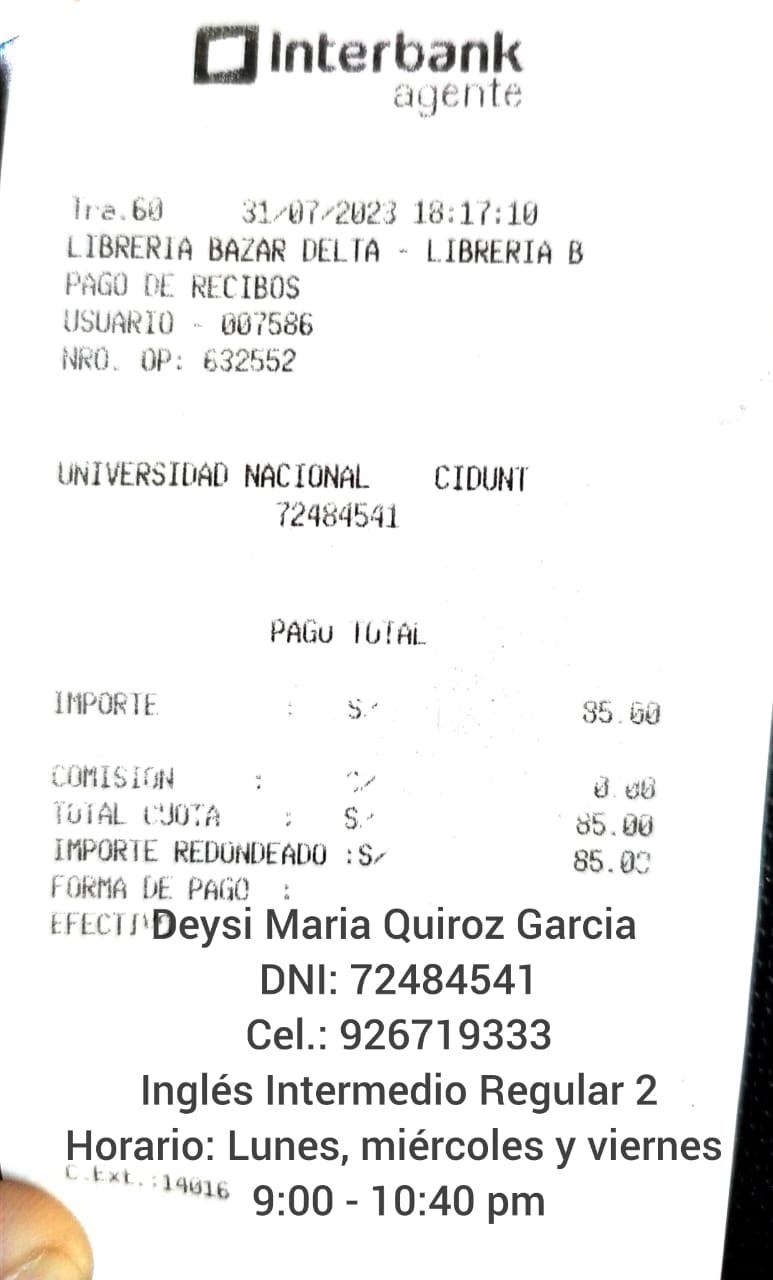 Interbank
agente
Tra.60 31/07/2023 18:17:10
LIBRERIA BAZAR DELTA - LIBRERIA B
PAGO DE RECIBOS
USUARIO - 007586
NRO. OP: 632552
UNIVERSIDAD NACIONAL CIDUNT
72484541
PAGO TOTAL
IMPORTE : S/ 85.00
COMISION : S/ 0.00
TOTAL CUOTA : S/ 85.00
IMPORTE REDONDEADO :S/ 85.00
FORMA DE PAGO :
Deysi Maria Quiroz Garcia
DNI: 72484541
Cel.: 926719333
Inglés Intermedio Regular 2
Horario: Lunes, miércoles y viernes
C.Ext.:14016
9:00 - 10:40 pm